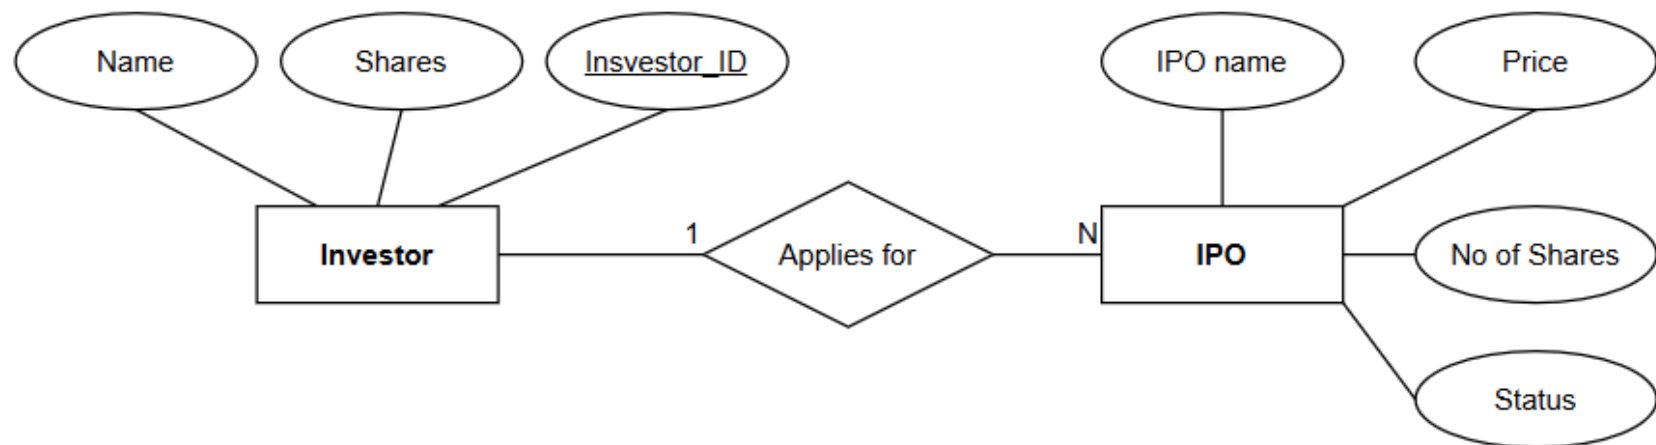 Name
Shares
Insvestor_ID
IPO name
Price
Investor
1
Applies for
N
IPO
No of Shares
Status